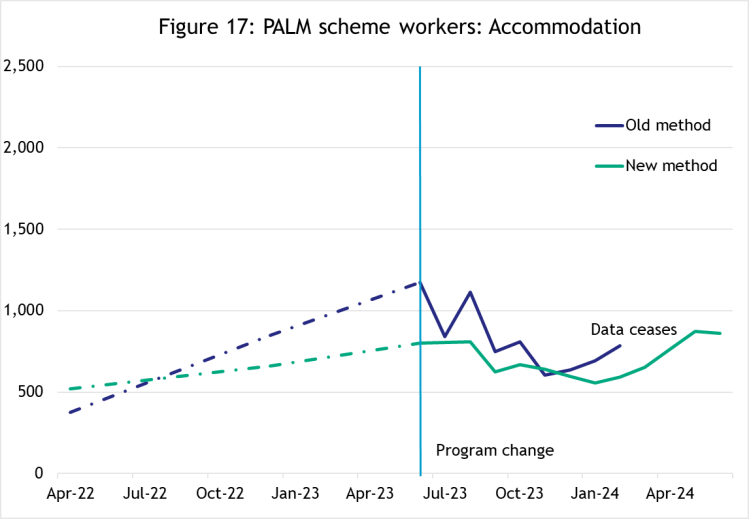 Figure 17: PALM scheme workers: Accommodation
2,500
2,000
1,500
1,000
500
0
Old method
New method
Data ceases
Program change
Apr-22 Jul-22 Oct-22 Jan-23 Apr-23 Jul-23 Oct-23 Jan-24 Apr-24